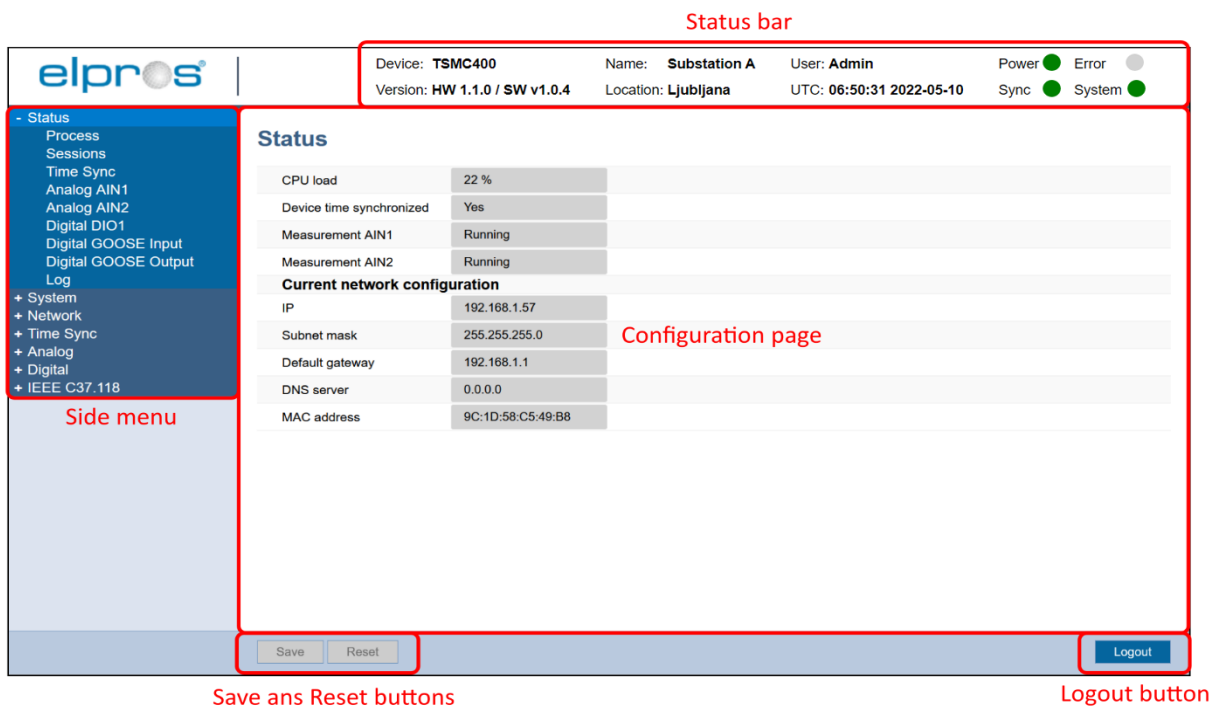 Status bar
elpros
Device: TSMC400 Name: Substation A User: Admin Power Error
Version: HW 1.1.0 / SW v1.0.4 Location: Ljubljana UTC: 06:50:31 2022-05-10 Sync System
- Status
Process
Sessions
Time Sync
Analog AIN1
Analog AIN2
Digital DIO1
Digital GOOSE Input
Digital GOOSE Output
Log
+ System
+ Network
+ Time Sync
+ Analog
+ Digital
+ IEEE C37.118
Side menu
Status
CPU load 22 %
Device time synchronized Yes
Measurement AIN1 Running
Measurement AIN2 Running
Current network configuration
IP 192.168.1.57
Subnet mask 255.255.255.0
Configuration page
Default gateway 192.168.1.1
DNS server 0.0.0.0
MAC address 9C:1D:58:C5:49:B8
Save Reset Logout
Save ans Reset buttons Logout button